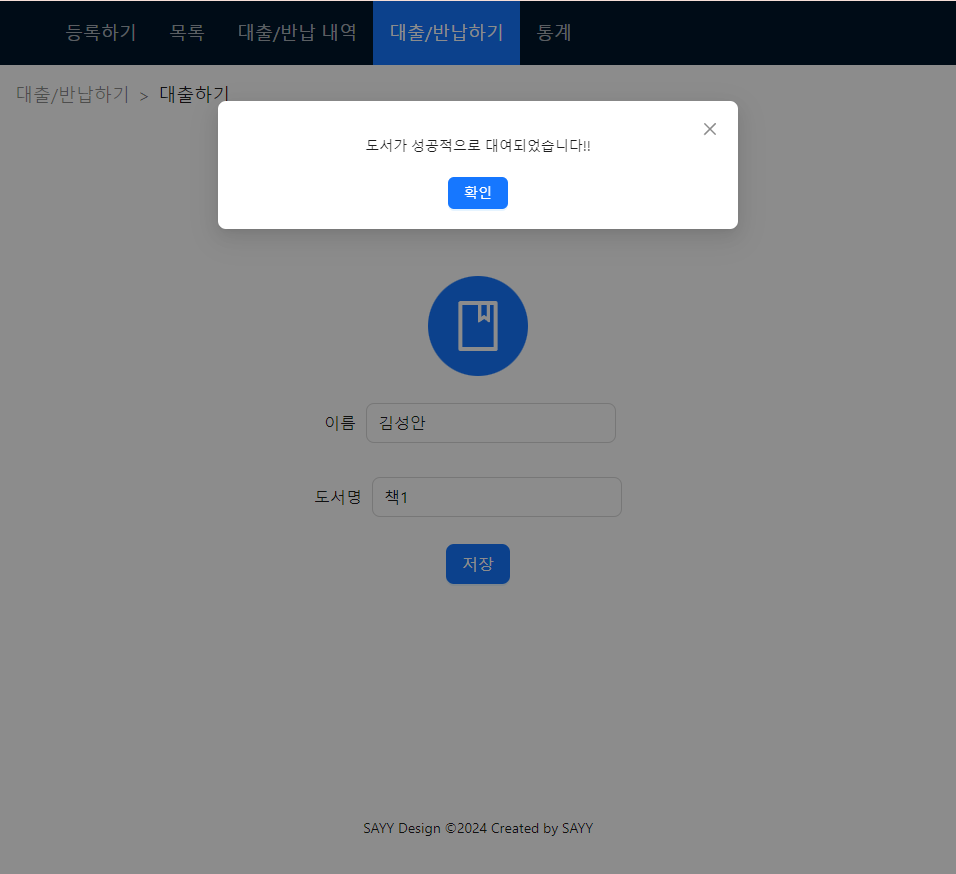 등록하기 목록 대출/반납 내역 대출/반납하기 통계
대출/반납하기 > 대출하기
도서가 성공적으로 대여되었습니다!!
확인
이름 김성안
도서명 책1
저장
SAYY Design ©2024 Created by SAYY